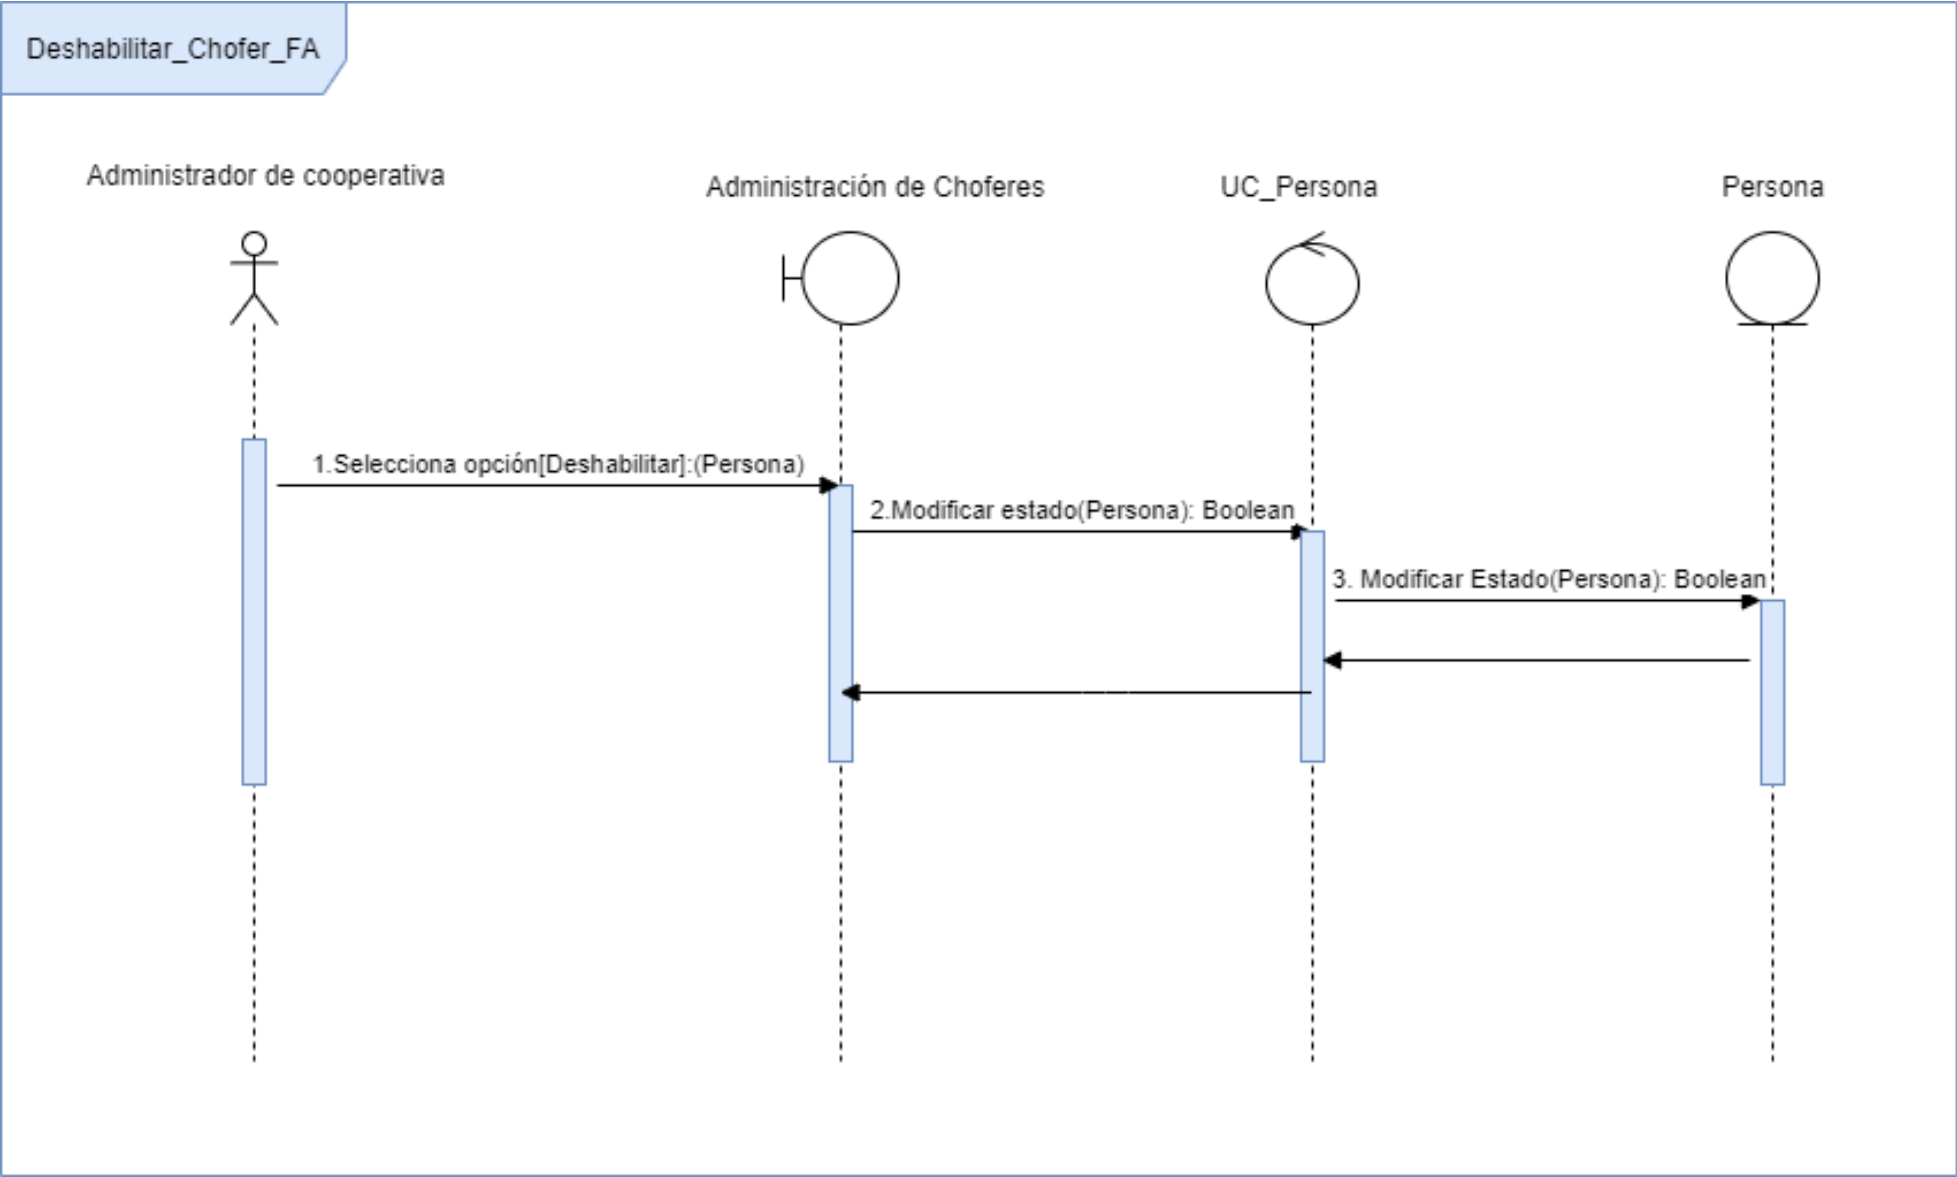 Deshabilitar_Chofer_FA
Administrador de cooperativa
Administración de Choferes
UC_Persona
Persona
1.Selecciona opción[Deshabilitar]:(Persona)
2.Modificar estado(Persona): Boolean
3. Modificar Estado(Persona): Boolean